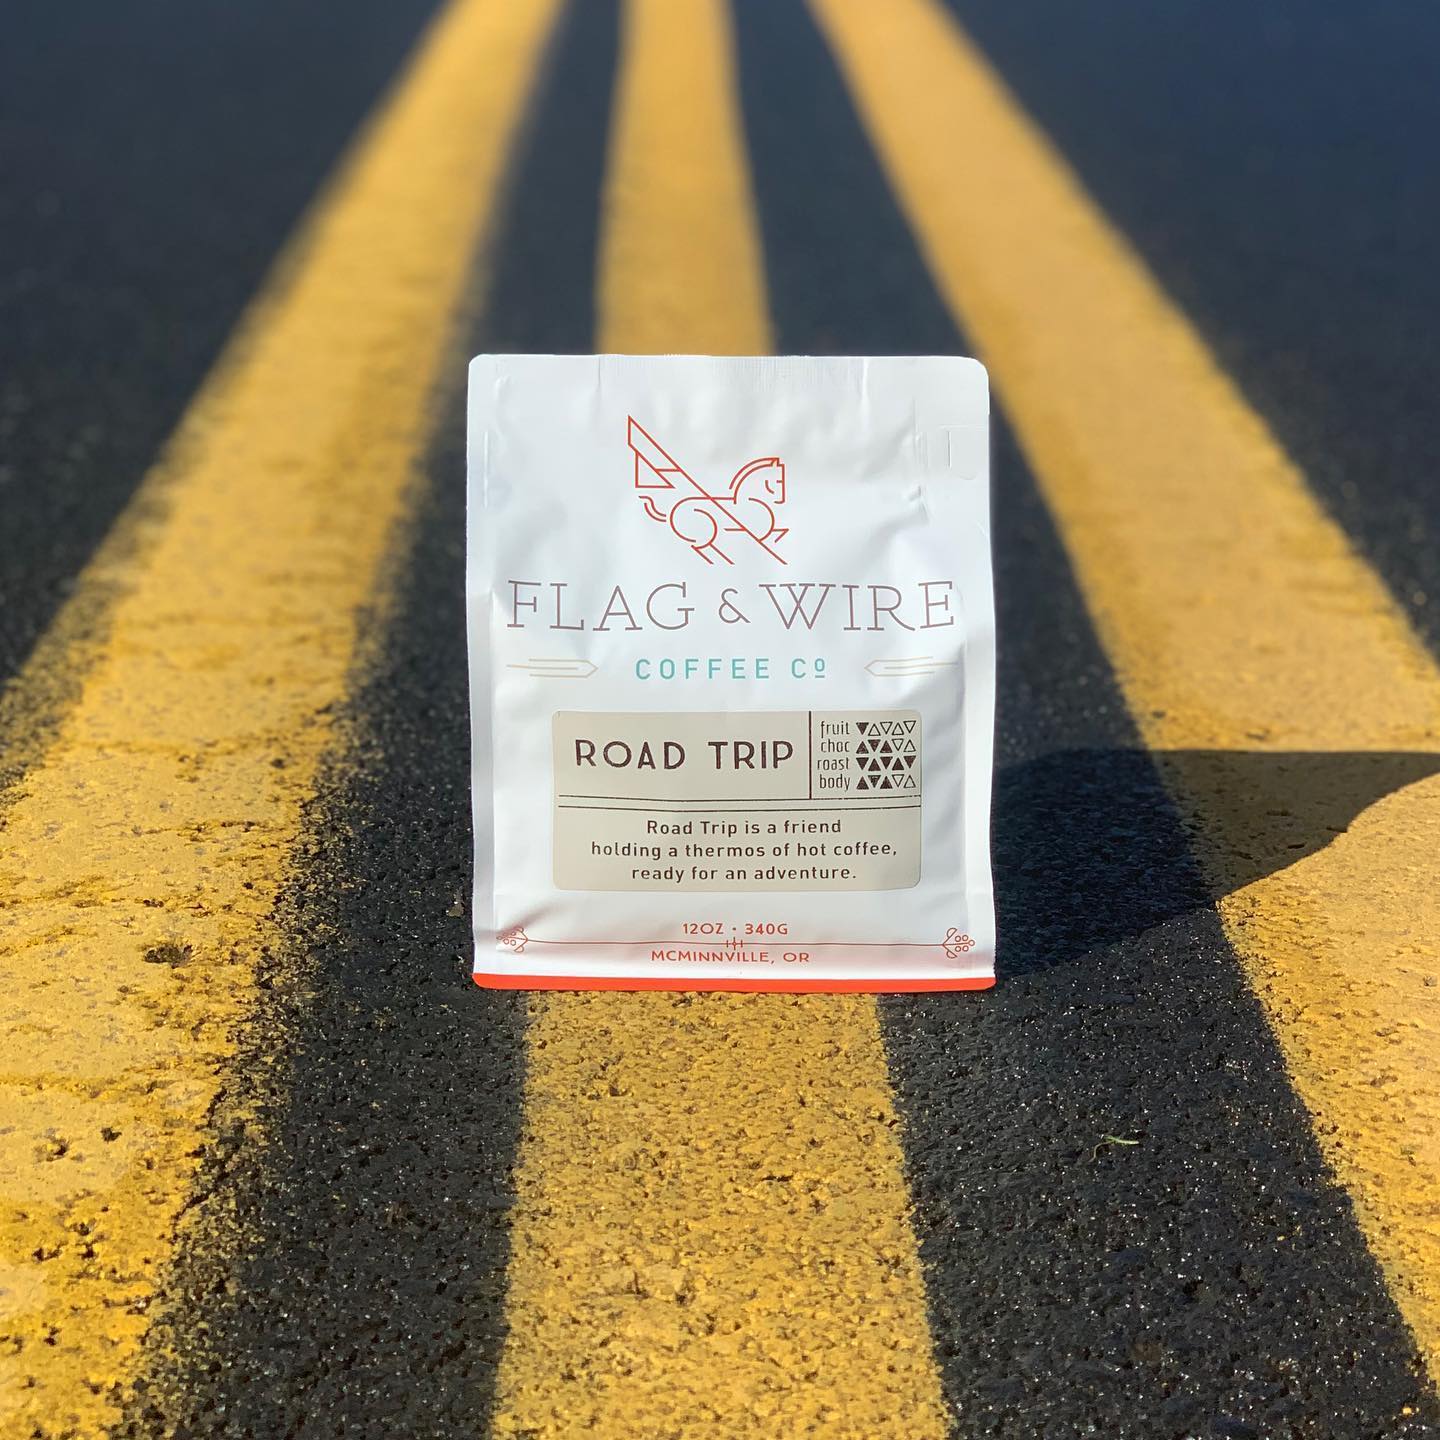 FLAG & WIRE
COFFEE Cº
ROAD TRIP
fruit
choc
roast
body
Road Trip is a friend
holding a thermos of hot coffee,
ready for an adventure.
12OZ • 340G
MCMINNVILLE, OR